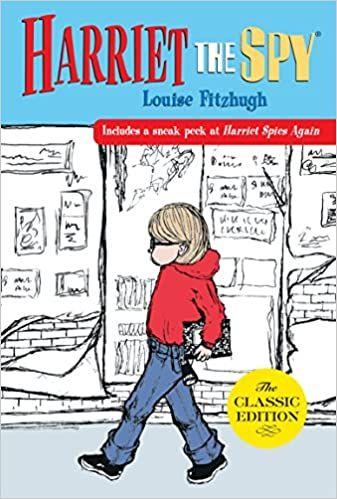 HARRIET THE SPY®
Louise Fitzhugh
Includes a sneak peek at Harriet Spies Again
The
CLASSIC
EDITION